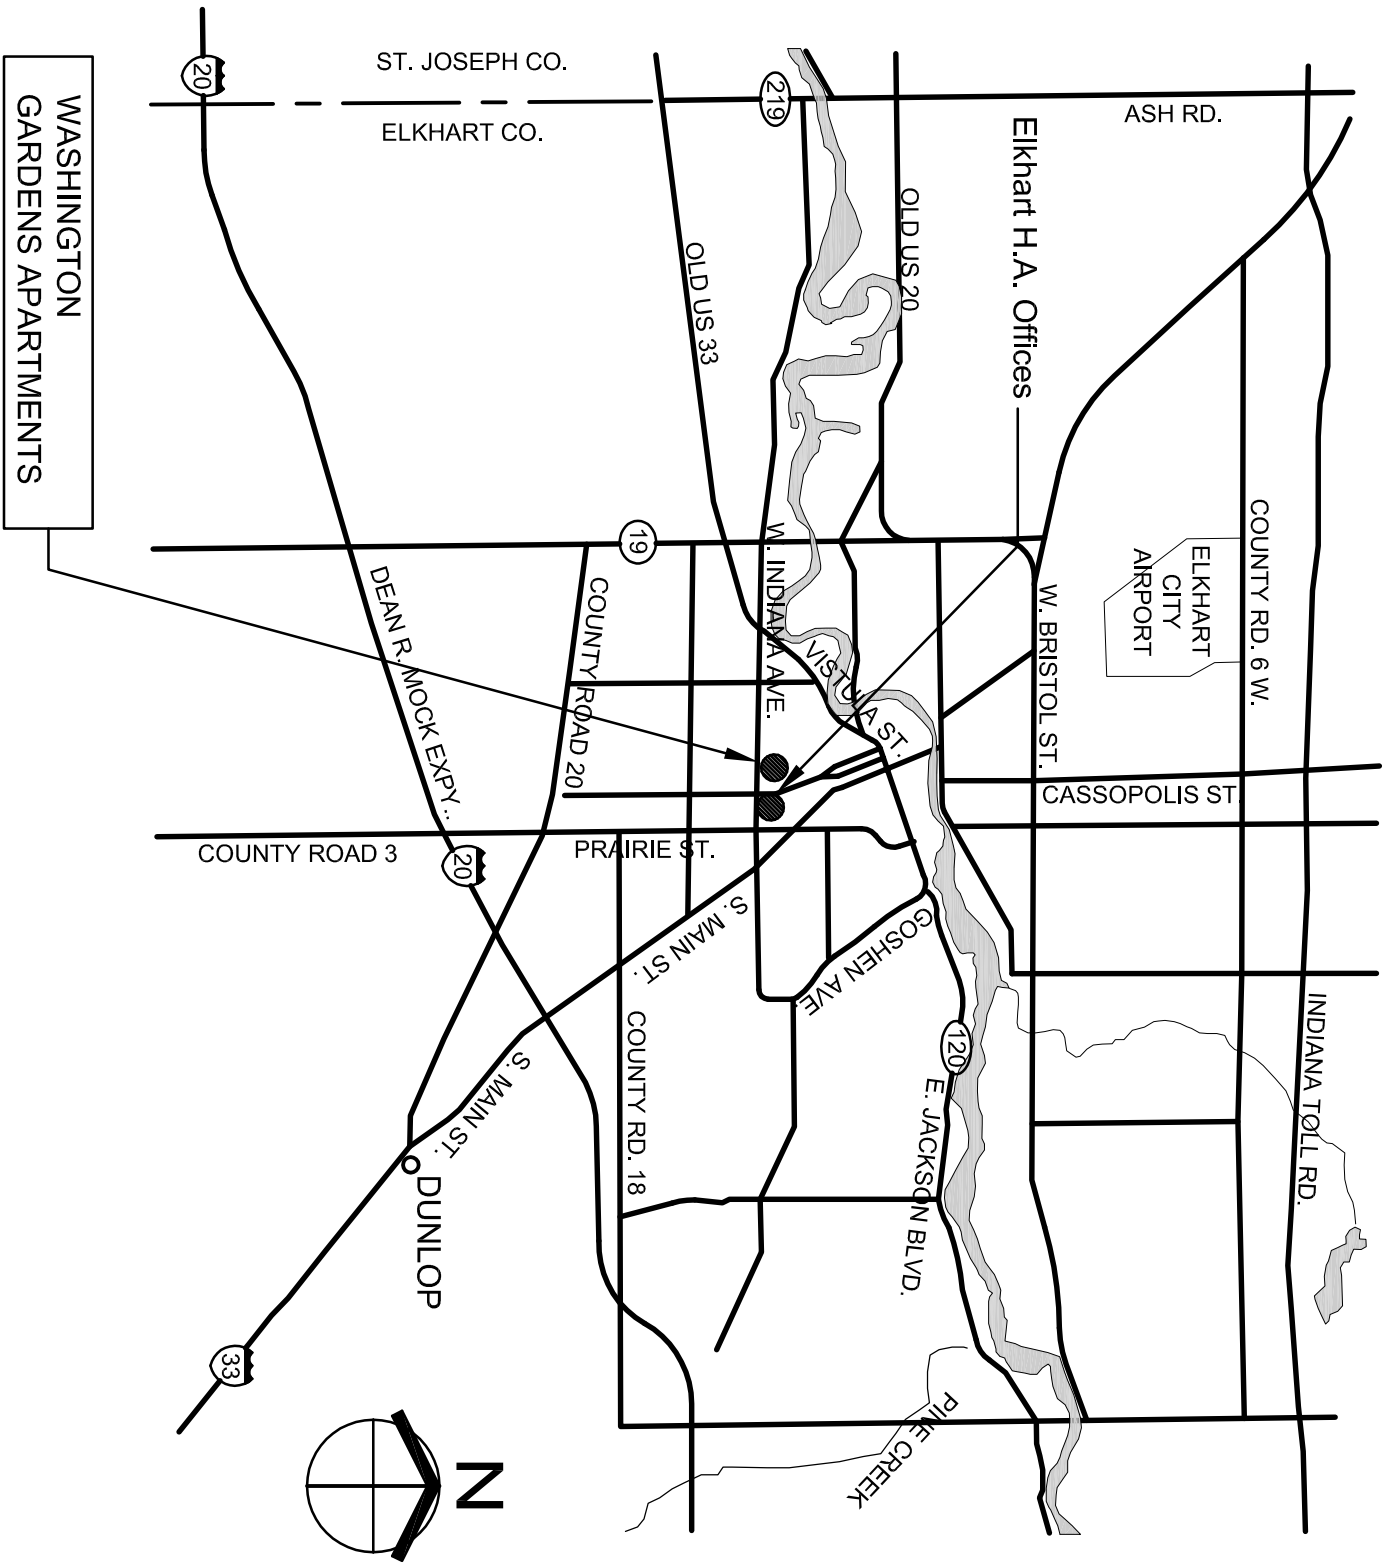 ST. JOSEPH CO.
ELKHART CO.
ASH RD.
219
20
Elkhart H.A. Offices
OLD US 20
OLD US 33
WASHINGTON
GARDENS APARTMENTS
19
W. INDIANA AVE.
COUNTY ROAD 20
DEAN R. MOCK EXPY..
VISTULA ST.
W. BRISTOL ST.
COUNTY RD. 6 W.
ELKHART
CITY
AIRPORT
CASSOPOLIS ST.
COUNTY ROAD 3
PRAIRIE ST.
20
S. MAIN ST.
GOSHEN AVE.
INDIANA TOLL RD.
120
E. JACKSON BLVD.
COUNTY RD. 18
S. MAIN ST.
DUNLOP
33
PINE CREEK
N